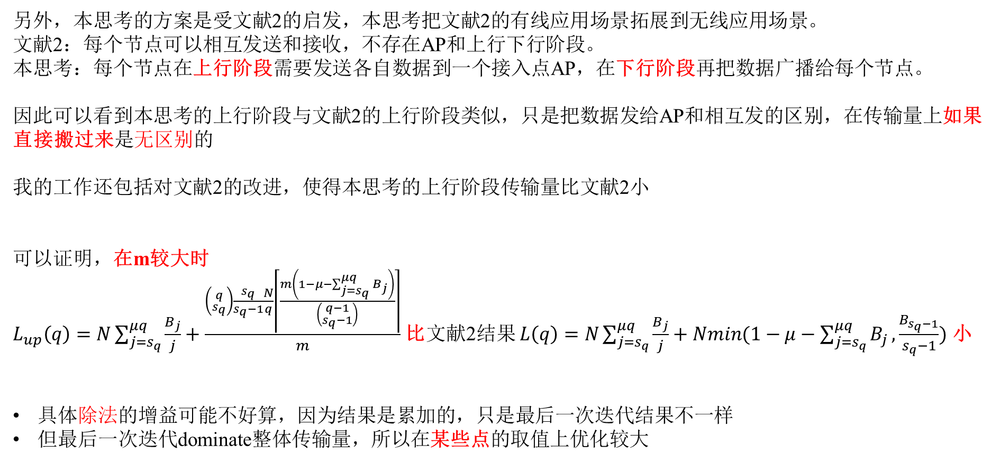 另外，本思考的方案是受文献2的启发，本思考把文献2的有线应用场景拓展到无线应用场景。
文献2：每个节点可以相互发送和接收，不存在AP和上行下行阶段。
本思考：每个节点在上行阶段需要发送各自数据到一个接入点AP，在下行阶段再把数据广播给每个节点。
因此可以看到本思考的上行阶段与文献2的上行阶段类似，只是把数据发给AP和相互发的区别，在传输量上如果
直接搬过来是无区别的
我的工作还包括对文献2的改进，使得本思考的上行阶段传输量比文献2小
可以证明，在m较大时
$L_{up}(q) = N\sum_{j=s_q}^{\mu q}\frac{B_j}{j} + \frac{\binom{q}{s_q}\frac{s_q}{s_q-1}\frac{N}{q}\left\lceil\frac{m\left(1-\mu-\sum_{j=s_q}^{\mu q}B_j\right)}{\binom{q-1}{s_q-1}}\right\rceil}{m}$ 比文献2结果 $L(q) = N\sum_{j=s_q}^{\mu q}\frac{B_j}{j} + Nmin(1-\mu-\sum_{j=s_q}^{\mu q}B_j, \frac{B_{s_q-1}}{s_q-1})$ 小
• 具体除法的增益可能不好算，因为结果是累加的，只是最后一次迭代结果不一样
• 但最后一次迭代dominate整体传输量，所以在某些点的取值上优化较大